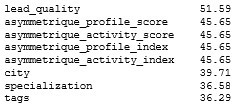 lead_quality 51.59
asymmetrique_profile_score 45.65
asymmetrique_activity_score 45.65
asymmetrique_profile_index 45.65
asymmetrique_activity_index 45.65
city 39.71
specialization 36.58
tags 36.29